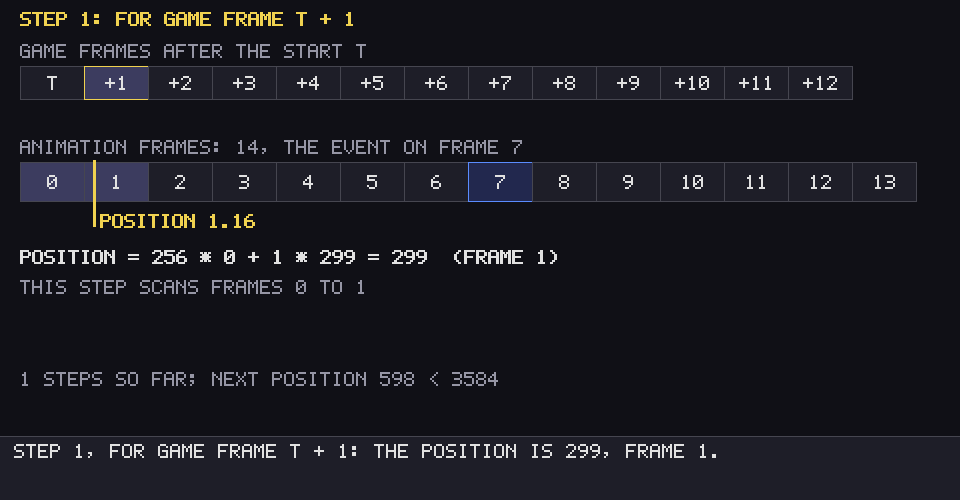 STEP 1: FOR GAME FRAME T + 1
GAME FRAMES AFTER THE START T
T +1 +2 +3 +4 +5 +6 +7 +8 +9 +10 +11 +12
ANIMATION FRAMES: 14, THE EVENT ON FRAME 7
0 1 2 3 4 5 6 7 8 9 10 11 12 13
POSITION 1.16
POSITION = 256 * 0 + 1 * 299 = 299 (FRAME 1)
THIS STEP SCANS FRAMES 0 TO 1
1 STEPS SO FAR; NEXT POSITION 598 < 3584
STEP 1, FOR GAME FRAME T + 1: THE POSITION IS 299, FRAME 1.